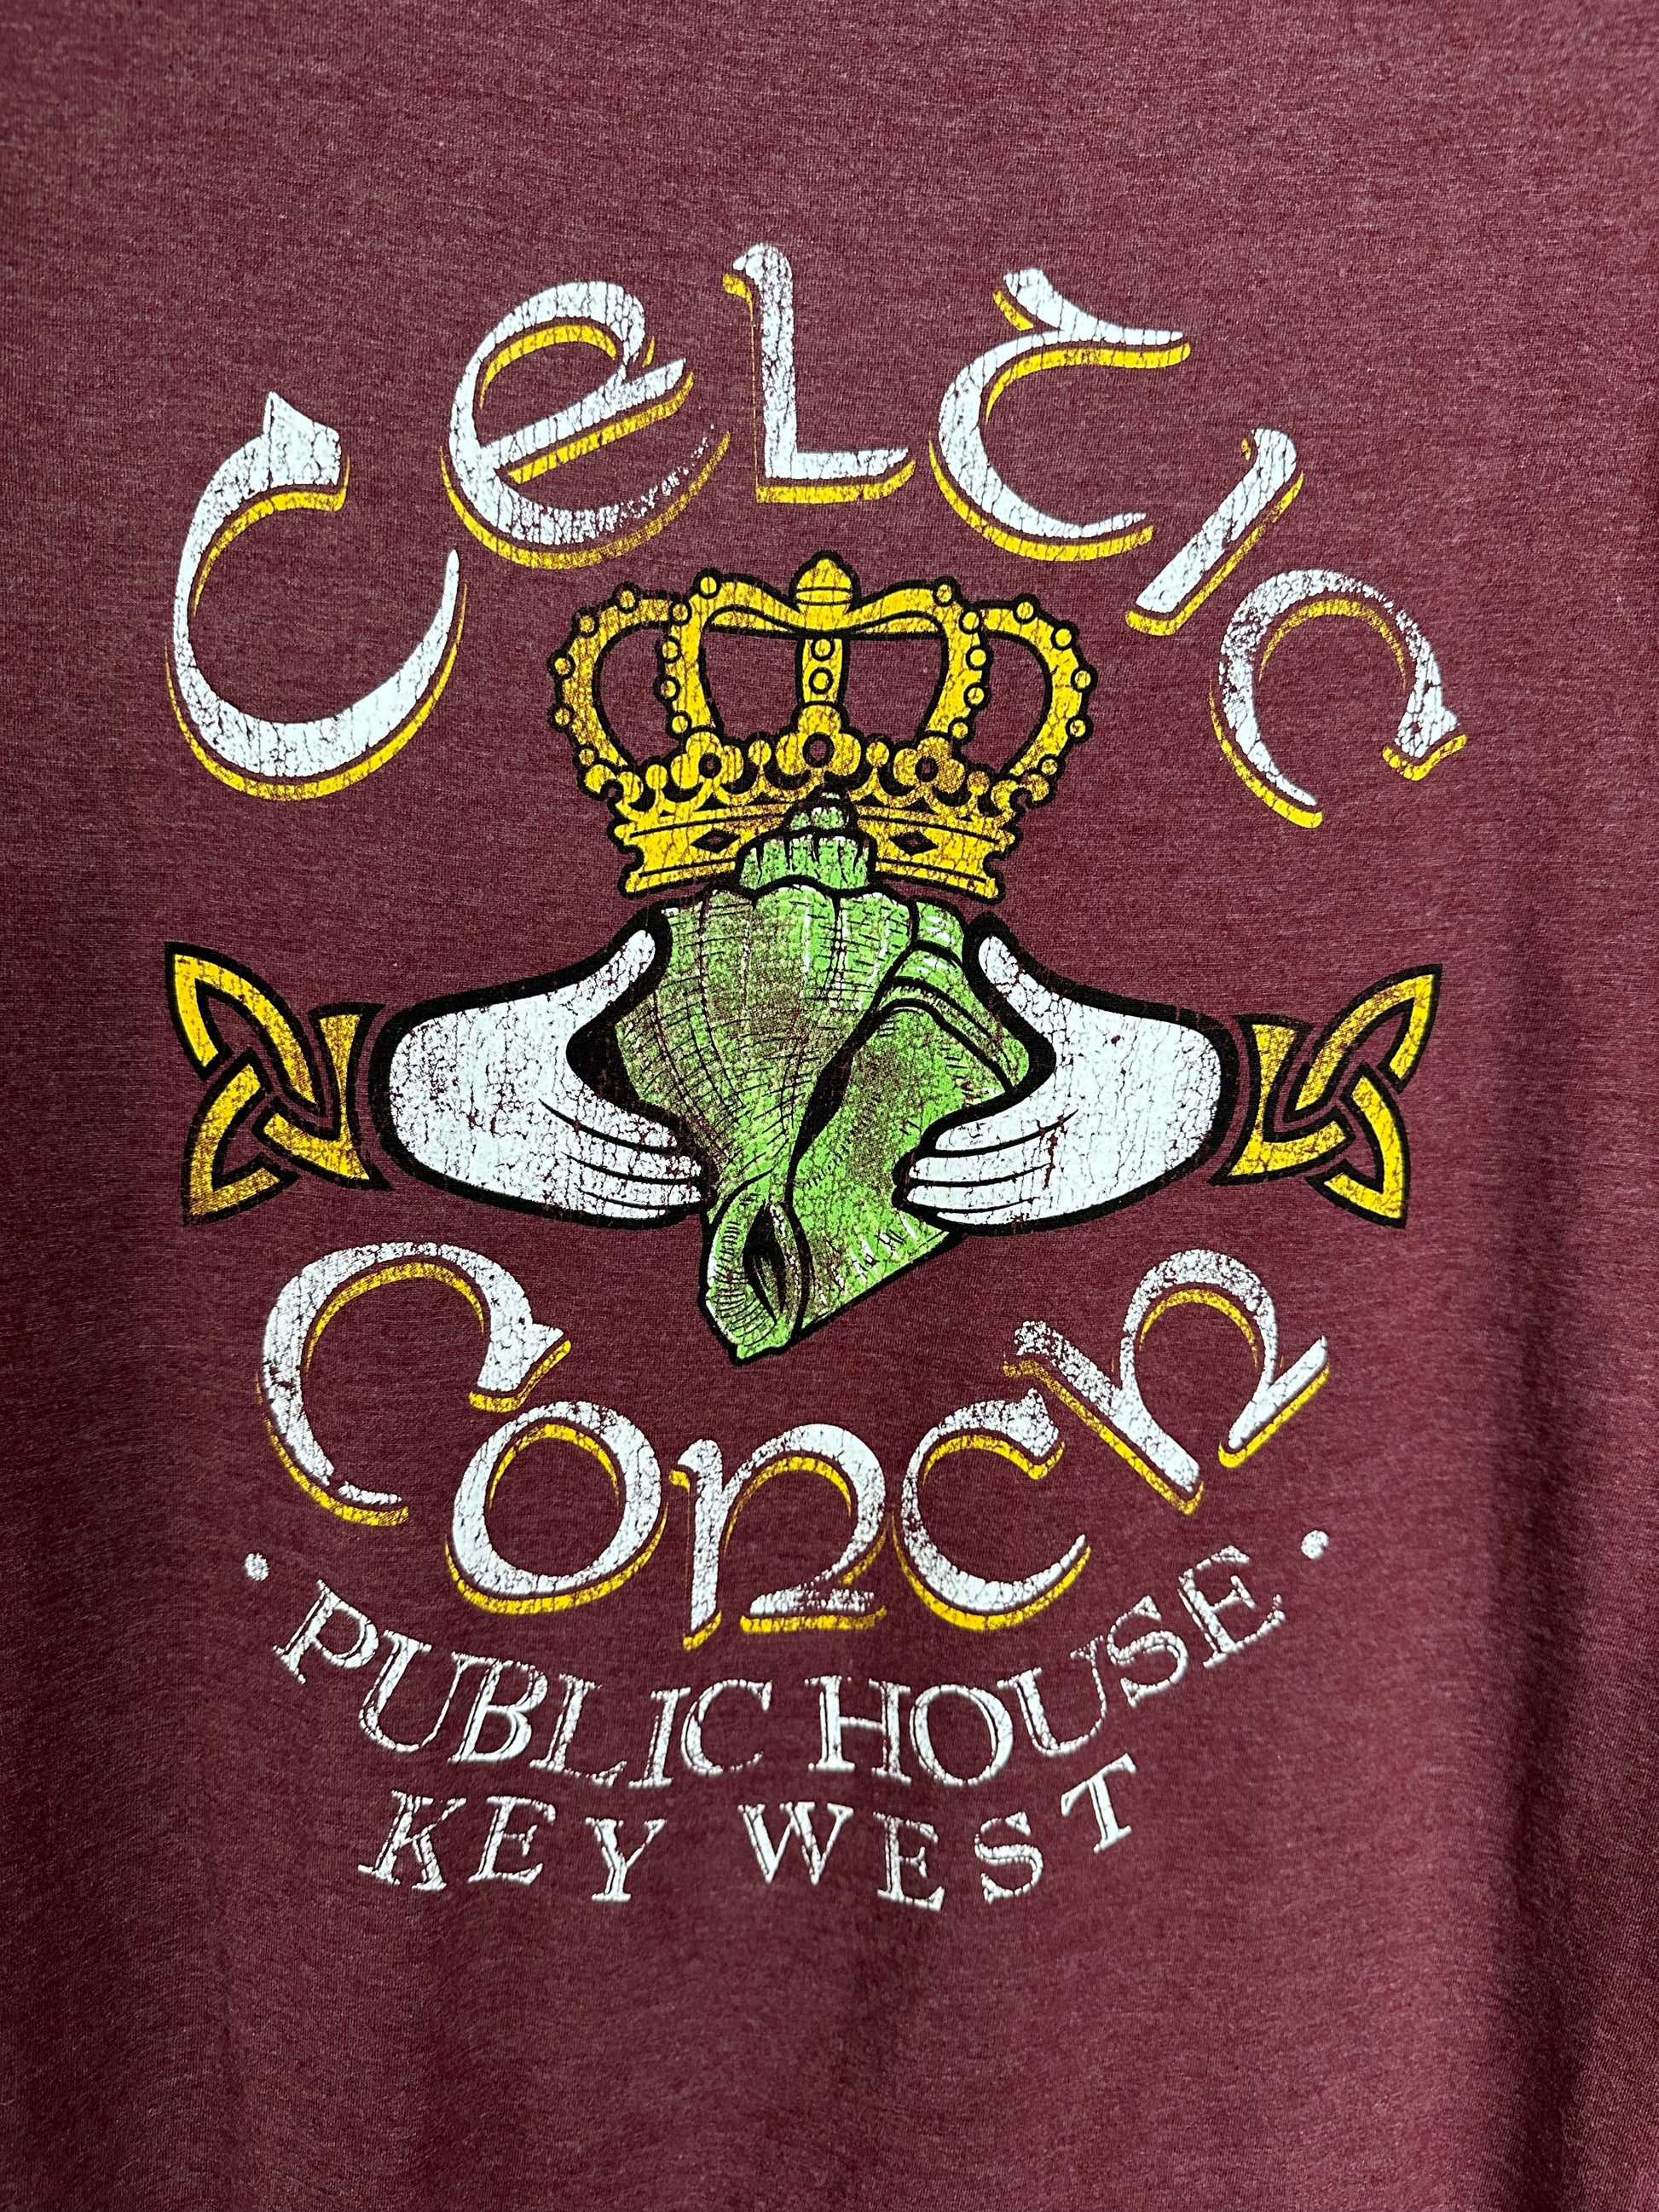 Celtic
Conch
• PUBLIC HOUSE •
KEY WEST